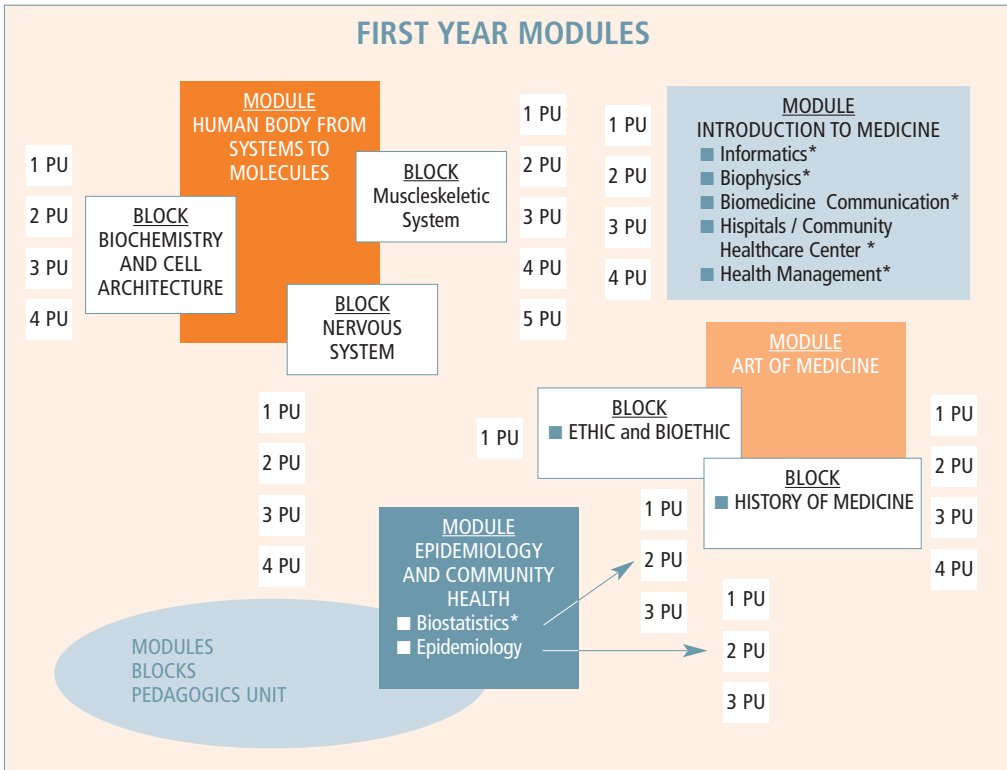 FIRST YEAR MODULES
MODULE
HUMAN BODY FROM
SYSTEMS TO
MOLECULES
1 PU
2 PU
3 PU
4 PU
BLOCK
BIOCHEMISTRY
AND CELL
ARCHITECTURE
BLOCK
Muscleskeletic
System
1 PU
2 PU
3 PU
4 PU
5 PU
BLOCK
NERVOUS
SYSTEM
1 PU
2 PU
3 PU
4 PU
1 PU
2 PU
3 PU
4 PU
MODULE
INTRODUCTION TO MEDICINE
■ Informatics*
■ Biophysics*
■ Biomedicine Communication*
■ Hispitals / Community
Healthcare Center *
■ Health Management*
MODULE
ART OF MEDICINE
1 PU
BLOCK
■ ETHIC and BIOETHIC
BLOCK
■ HISTORY OF MEDICINE
1 PU
2 PU
3 PU
4 PU
MODULE
EPIDEMIOLOGY
AND COMMUNITY
HEALTH
■ Biostatistics*
■ Epidemiology
1 PU
2 PU
3 PU
1 PU
2 PU
3 PU
MODULES
BLOCKS
PEDAGOGICS UNIT